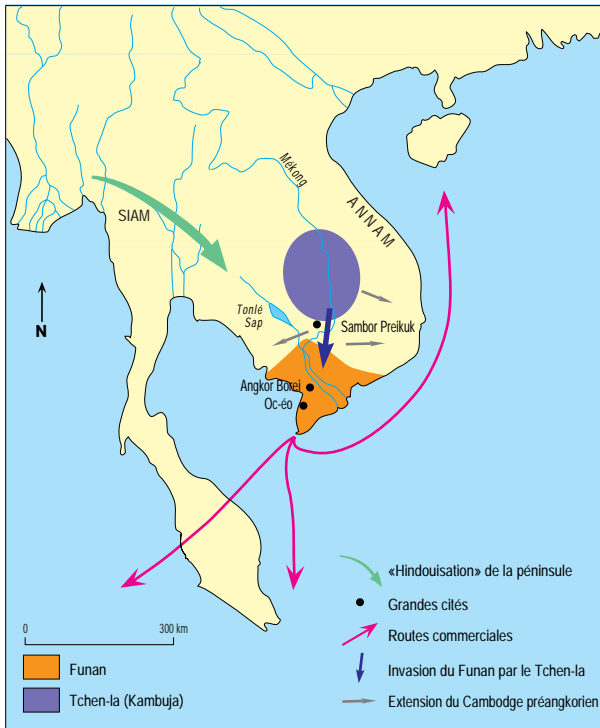 Mékong
ANNAM
SIAM
N
Tonlé
Sap
Sambor Preikuk
Angkor Borei
Oc-éo
«Hindouisation» de la péninsule
Grandes cités
0 300 km
Routes commerciales
Funan
Invasion du Funan par le Tchen-la
Tchen-la (Kambuja)
Extension du Cambodge préangkorien